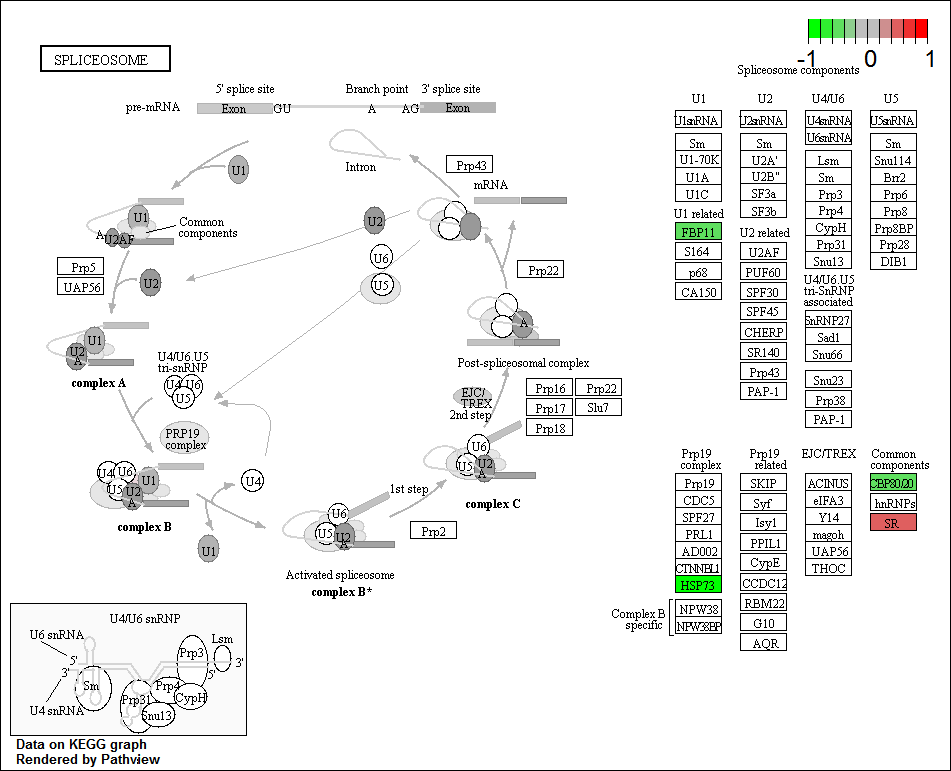 SPLICEOSOME
-1 0 1
Spliceosome components
5' splice site
Branch point
3' splice site
pre-mRNA
Exon
GU
A
AG
Exon
Intron
Prp43
mRNA
U1
U1
Common
components
A
U2AF
Prp5
UAP56
U2
U2
U6
U5
Prp22
U1
U2
A
complex A
U4/U6.U5
tri-snRNP
U4
U6
U5
PRP19
complex
A
Post-spliceosomal complex
EJC/
TREX
2nd step
Prp16
Prp22
Prp17
Slu7
Prp18
U4
U6
U5
U1
U2
A
complex B
U4
U1
U6
U5
U2
A
complex C
1st step
U6
U5
U2
A
Prp2
Activated spliceosome
complex B*
U1
U1snRNA
Sm
U1-70K
U1A
U1C
U1 related
FBP11
S164
p68
CA150
U2
U2snRNA
Sm
U2A'
U2B"
SF3a
SF3b
U2 related
U2AF
PUF60
SPF30
SPF45
CHERP
SR140
Prp43
PAP-1
U4/U6
U4snRNA
U6snRNA
Lsm
Sm
Prp3
Prp4
CypH
Prp31
Snu13
U4/U6.U5
tri-SnRNP
associated
SnRNP27
Sad1
Snu66
Snu23
Prp38
PAP-1
U5
U5snRNA
Sm
Snu114
Brr2
Prp6
Prp8
Prp8BP
Prp28
DIB1
Prp19
complex
Prp19
CDC5
SPF27
PRL1
AD002
CTNNBL1
HSP73
Complex B
specific
NPW38
NPW38BP
Prp19
related
SKIP
Syf
Isy1
PPIL1
CypE
CCDC12
RBM22
G10
AQR
EJC/TREX
ACINUS
eIFA3
Y14
magoh
UAP56
THOC
Common
components
CBP80/20
hnRNPs
SR
U4/U6 snRNP
U6 snRNA
5'
3'
Sm
U4 snRNA
Prp3
Lsm
3'
5'
Prp4
Prp31
CypH
Snu13
Data on KEGG graph
Rendered by Pathview